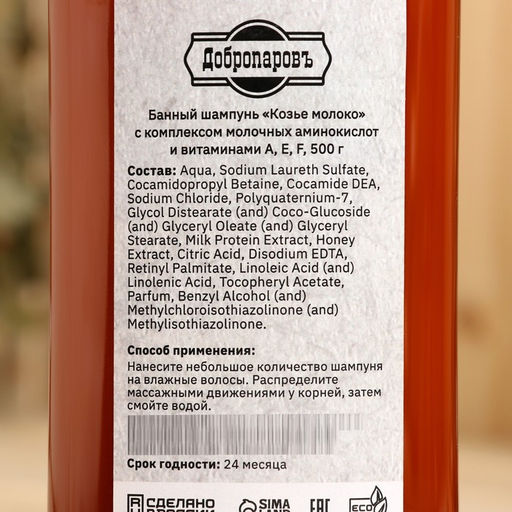 Добропаровъ
Банный шампунь «Козье молоко»
с комплексом молочных аминокислот
и витаминами А, Е, F, 500 г
Состав: Aqua, Sodium Laureth Sulfate,
Cocamidopropyl Betaine, Cocamide DEA,
Sodium Chloride, Polyquaternium-7,
Glycol Distearate (and) Coco-Glucoside
(and) Glyceryl Oleate (and) Glyceryl
Stearate, Milk Protein Extract, Honey
Extract, Citric Acid, Disodium EDTA,
Retinyl Palmitate, Linoleic Acid (and)
Linolenic Acid, Tocopheryl Acetate,
Parfum, Benzyl Alcohol (and)
Methylchloroisothiazolinone (and)
Methylisothiazolinone.
Способ применения:
Нанесите небольшое количество шампуня
на влажные волосы. Распределите
массажными движениями у корней, затем
смойте водой.
Срок годности: 24 месяца
СДЕЛАНО SIMA EAC ECO
В РОССИИ LAND